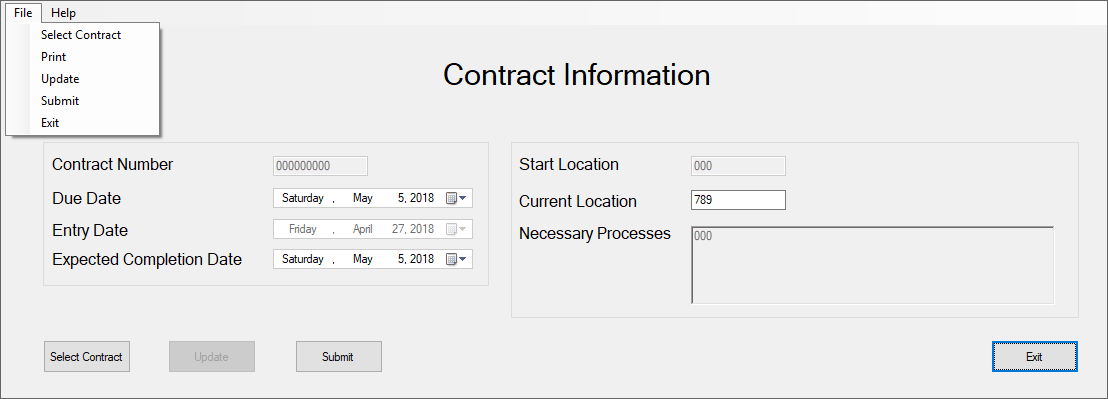 File Help
Select Contract
Print
Update
Submit
Exit
Contract Information
Contract Number 000000000
Due Date Saturday , May 5, 2018
Entry Date Friday , April 27, 2018
Expected Completion Date Saturday , May 5, 2018
Start Location 000
Current Location 789
Necessary Processes 000
Select Contract Update Submit Exit